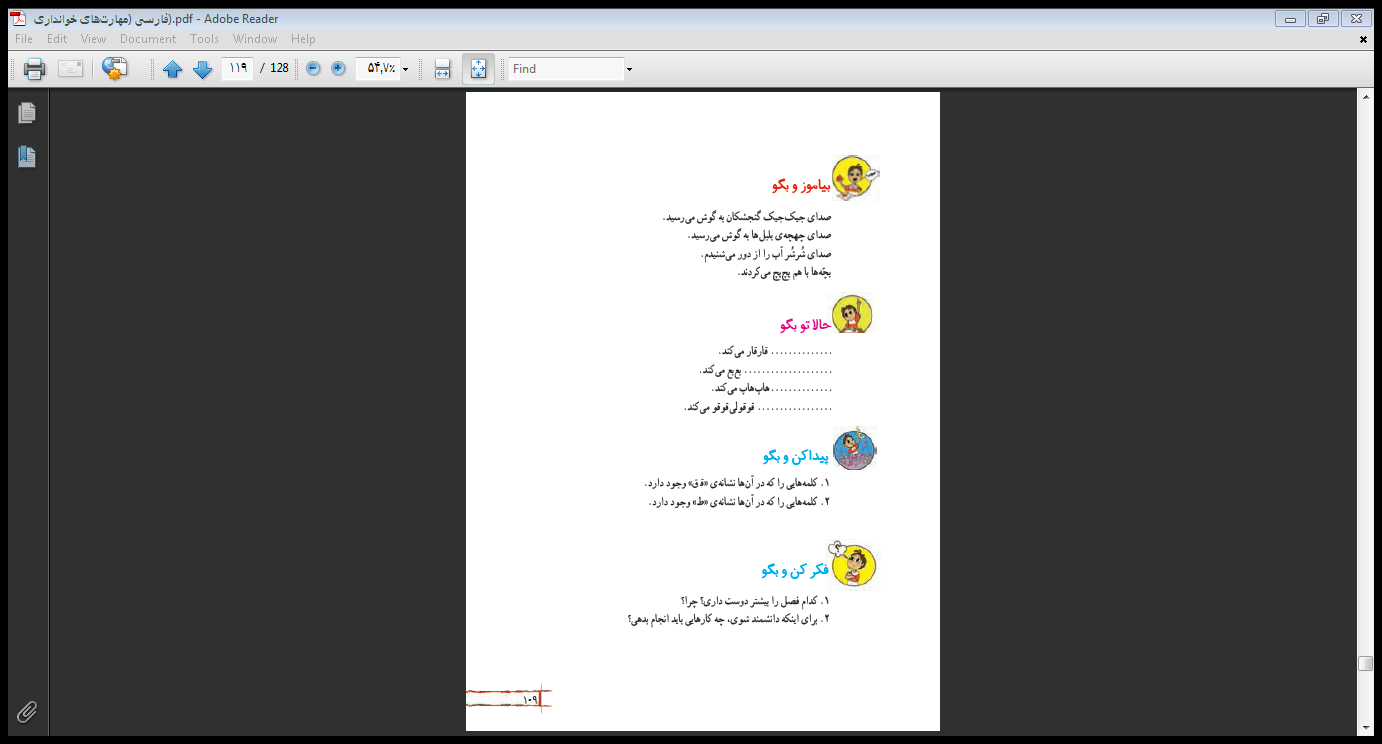 فارسی (مهارت‌های خوانداری).pdf - Adobe Reader
File Edit View Document Tools Window Help
۱۱۹ / 128 ۵۴٫۷٪ Find
بیاموز و بگو
صدای جیک‌جیک گنجشکان به گوش می‌رسید.
صدای چهچه‌ی بلبل‌ها به گوش می‌رسید.
صدای شُرشُر آب را از دور می‌شنیدم.
بچّه‌ها با هم پچ‌پچ می‌کردند.
حالا تو بگو
.............. قارقار می‌کند.
.................... بع‌بع می‌کند.
.............. هاپ‌هاپ می‌کند.
................. قوقولی‌قوقو می‌کند.
پیداکن و بگو
۱. کلمه‌هایی را که در آن‌ها نشانه‌ی «ق‍ ق» وجود دارد.
۲. کلمه‌هایی را که در آن‌ها نشانه‌ی «ط» وجود دارد.
فکر کن و بگو
۱. کدام فصل را بیشتر دوست داری؟ چرا؟
۲. برای اینکه دانشمند شوی، چه کارهایی باید انجام بدهی؟
۱۰۹